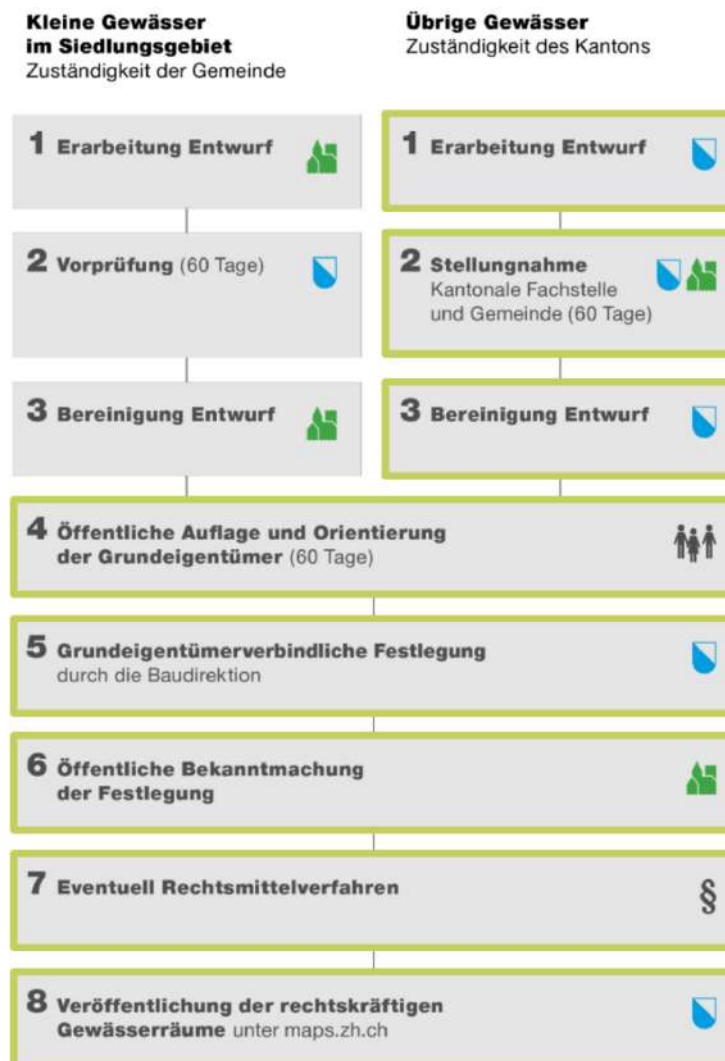 Kleine Gewässer
im Siedlungsgebiet
Zuständigkeit der Gemeinde
Übrige Gewässer
Zuständigkeit des Kantons
1 Erarbeitung Entwurf
1 Erarbeitung Entwurf
2 Vorprüfung (60 Tage)
2 Stellungnahme
Kantonale Fachstelle
und Gemeinde (60 Tage)
3 Bereinigung Entwurf
3 Bereinigung Entwurf
4 Öffentliche Auflage und Orientierung
der Grundeigentümer (60 Tage)
5 Grundeigentümerverbindliche Festlegung
durch die Baudirektion
6 Öffentliche Bekanntmachung
der Festlegung
7 Eventuell Rechtsmittelverfahren
§
8 Veröffentlichung der rechtskräftigen
Gewässerräume unter maps.zh.ch